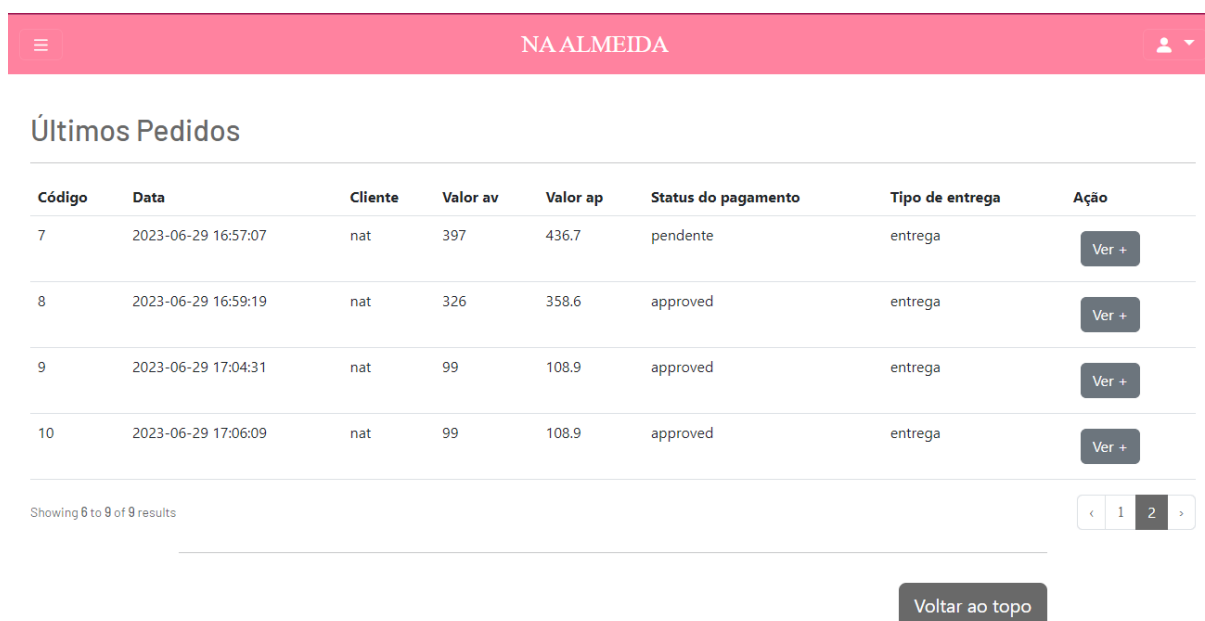 NA ALMEIDA
Últimos Pedidos
Código Data Cliente Valor av Valor ap Status do pagamento Tipo de entrega Ação
7 2023-06-29 16:57:07 nat 397 436.7 pendente entrega Ver +
8 2023-06-29 16:59:19 nat 326 358.6 approved entrega Ver +
9 2023-06-29 17:04:31 nat 99 108.9 approved entrega Ver +
10 2023-06-29 17:06:09 nat 99 108.9 approved entrega Ver +
Showing 6 to 9 of 9 results ‹ 1 2 ›
Voltar ao topo